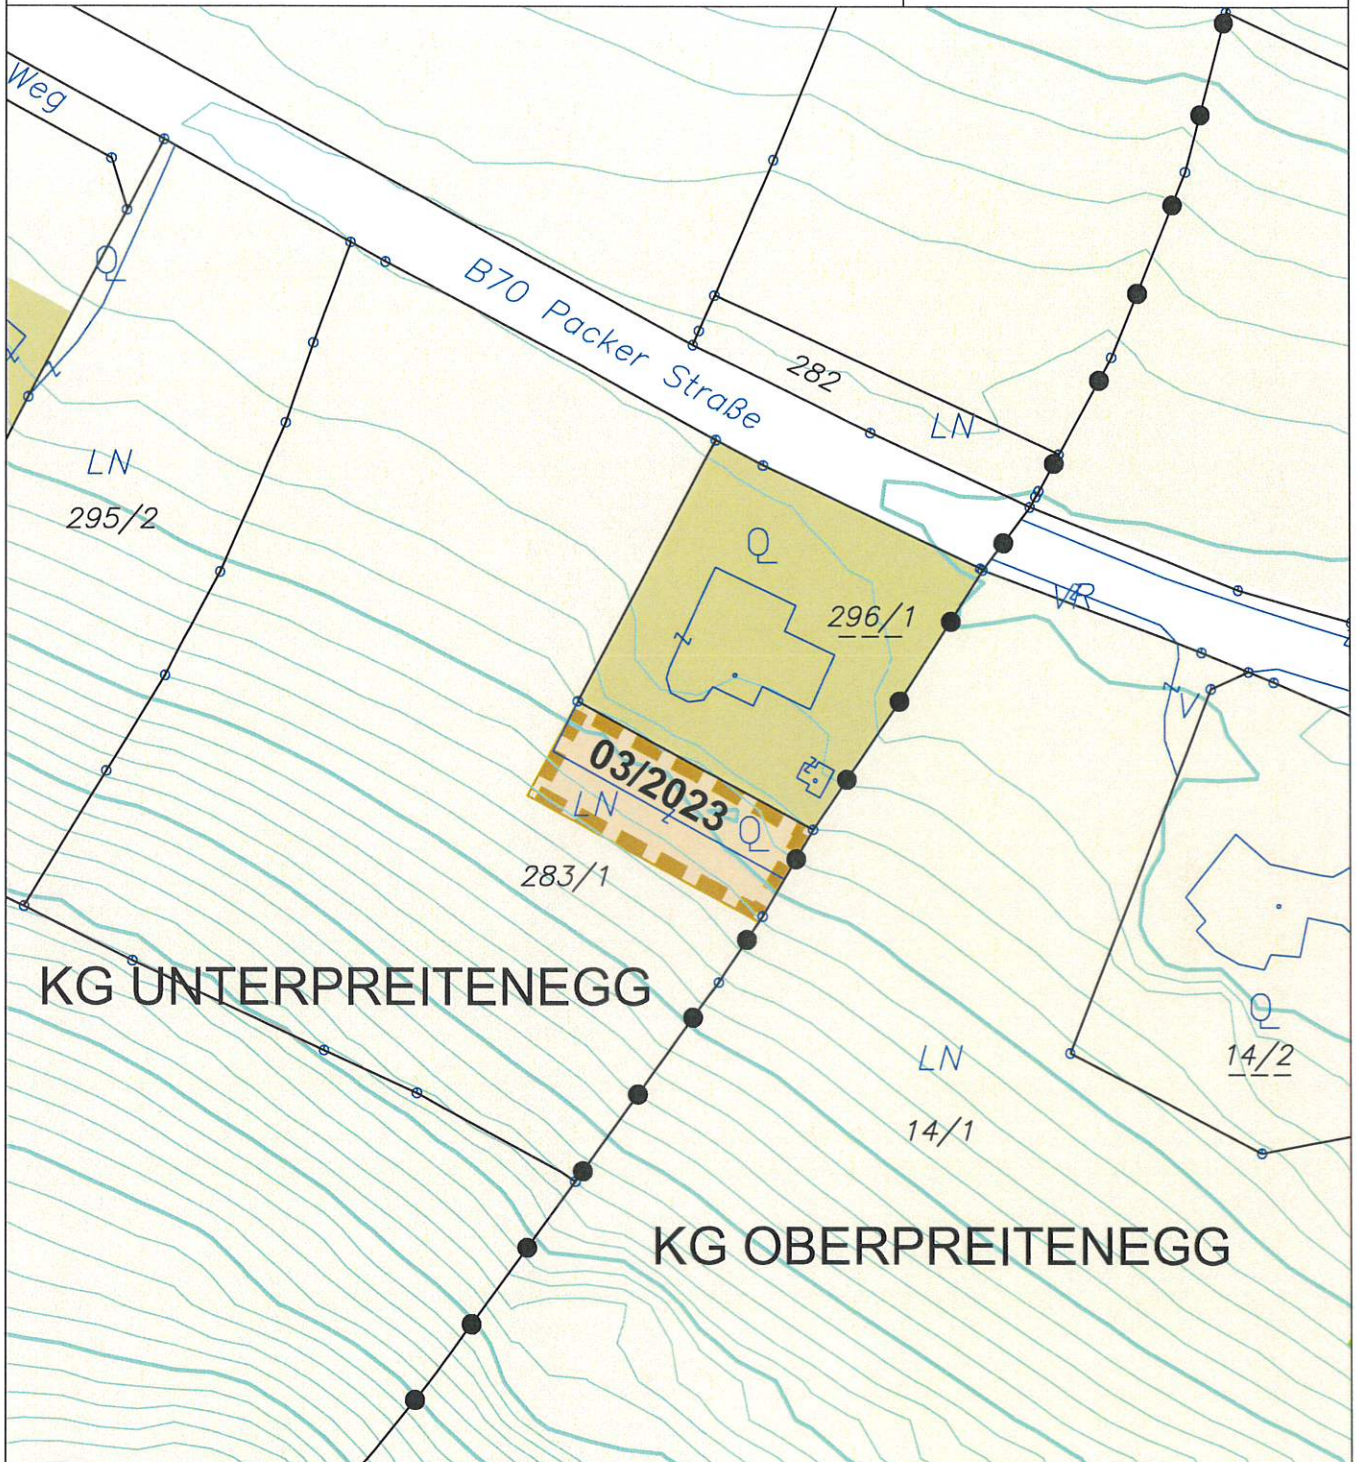 Weg
B70 Packer Straße
282
LN
LN
295/2
296/1
VR
V
03/2023
LN
283/1
KG UNTERPREITENEGG
LN
14/2
14/1
KG OBERPREITENEGG